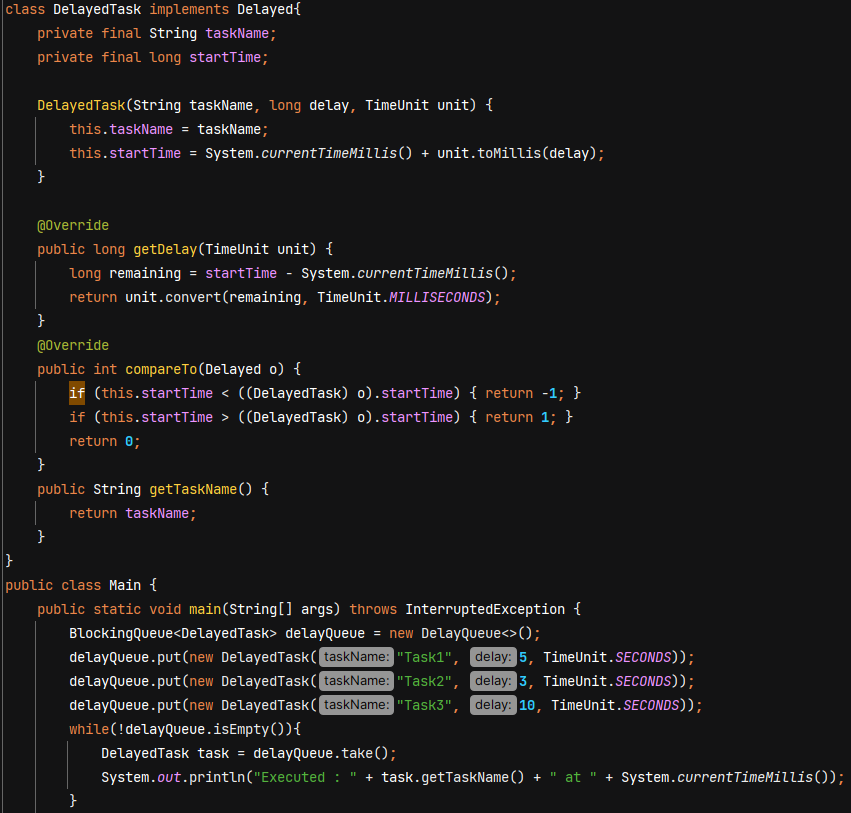 class DelayedTask implements Delayed{
    private final String taskName;
    private final long startTime;

    DelayedTask(String taskName, long delay, TimeUnit unit) {
        this.taskName = taskName;
        this.startTime = System.currentTimeMillis() + unit.toMillis(delay);
    }

    @Override
    public long getDelay(TimeUnit unit) {
        long remaining = startTime - System.currentTimeMillis();
        return unit.convert(remaining, TimeUnit.MILLISECONDS);
    }
    @Override
    public int compareTo(Delayed o) {
        if (this.startTime < ((DelayedTask) o).startTime) { return -1; }
        if (this.startTime > ((DelayedTask) o).startTime) { return 1; }
        return 0;
    }
    public String getTaskName() {
        return taskName;
    }
}
public class Main {
    public static void main(String[] args) throws InterruptedException {
        BlockingQueue<DelayedTask> delayQueue = new DelayQueue<>();
        delayQueue.put(new DelayedTask( taskName: "Task1", delay: 5, TimeUnit.SECONDS));
        delayQueue.put(new DelayedTask( taskName: "Task2", delay: 3, TimeUnit.SECONDS));
        delayQueue.put(new DelayedTask( taskName: "Task3", delay: 10, TimeUnit.SECONDS));
        while(!delayQueue.isEmpty()){
            DelayedTask task = delayQueue.take();
            System.out.println("Executed : " + task.getTaskName() + " at " + System.currentTimeMillis());
        }